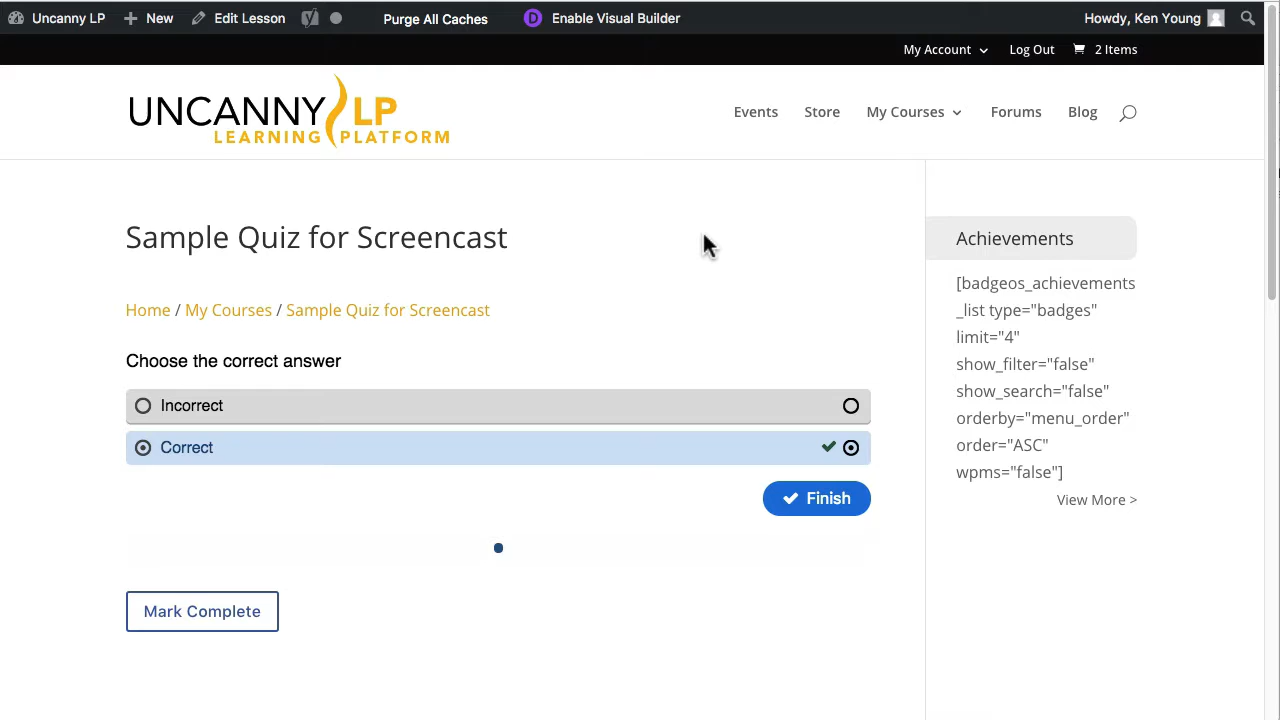 Uncanny LP New Edit Lesson Purge All Caches Enable Visual Builder Howdy, Ken Young
My Account Log Out 2 Items
UNCANNY LP
LEARNING PLATFORM
Events Store My Courses Forums Blog
Sample Quiz for Screencast
Home / My Courses / Sample Quiz for Screencast
Choose the correct answer
Incorrect
Correct
Finish
Mark Complete
Achievements
[badgeos_achievements
_list type="badges"
limit="4"
show_filter="false"
show_search="false"
orderby="menu_order"
order="ASC"
wpms="false"]
View More >